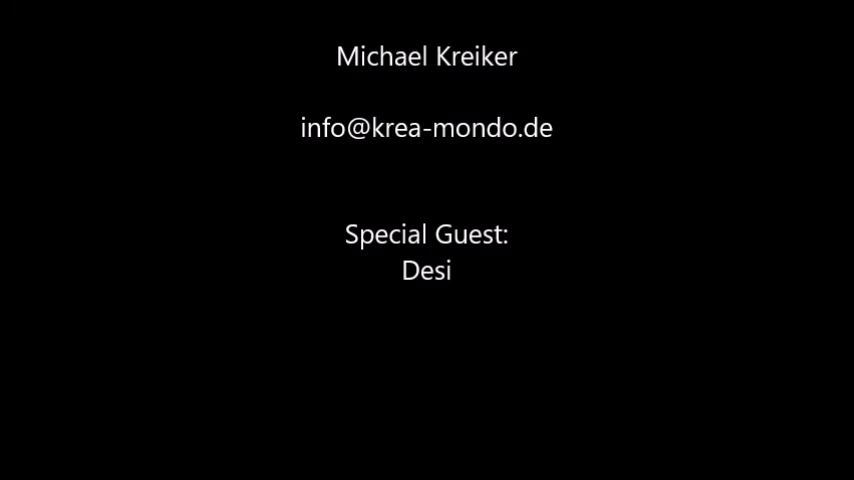 Michael Kreiker
info@krea-mondo.de
Special Guest:
Desi